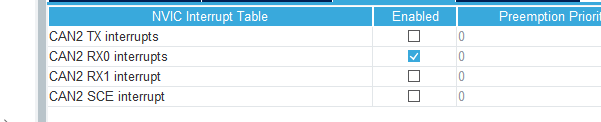 NVIC Interrupt Table Enabled Preemption Priorit
CAN2 TX interrupts 0
CAN2 RX0 interrupts 0
CAN2 RX1 interrupt 0
CAN2 SCE interrupt 0